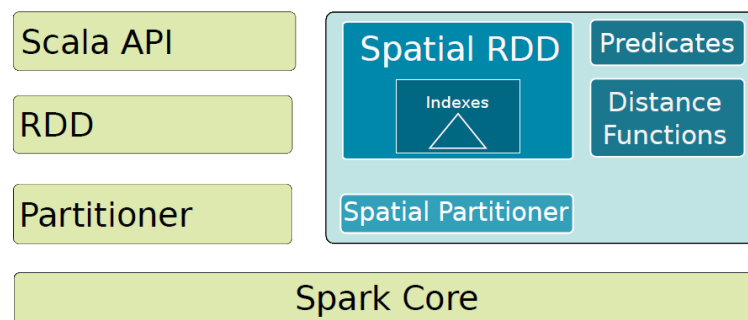 Scala API
RDD
Partitioner
Spatial RDD
Indexes
Predicates
Distance
Functions
Spatial Partitioner
Spark Core